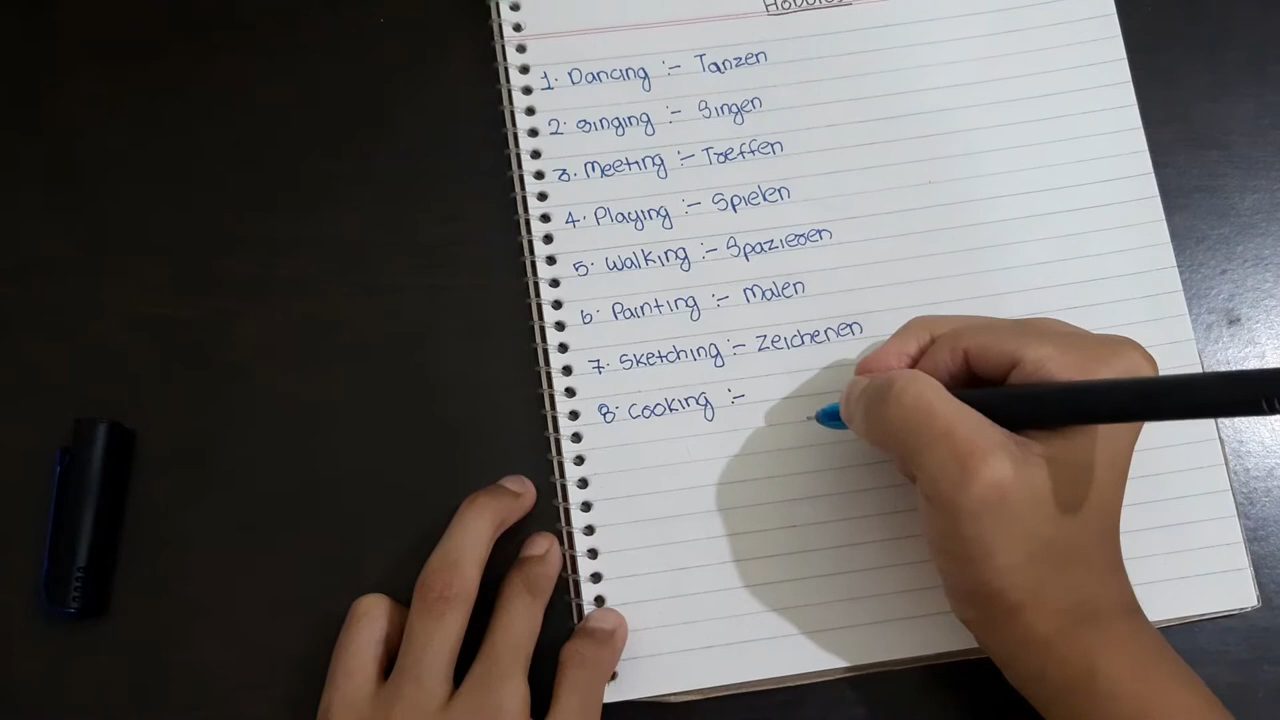 Hobbies
1. Dancing :- Tanzen
2. Singing :- Singen
3. Meeting :- Treffen
4. Playing :- Spielen
5. Walking :- Spazieren
6. Painting :- Malen
7. Sketching :- Zeichenen
8. Cooking :-